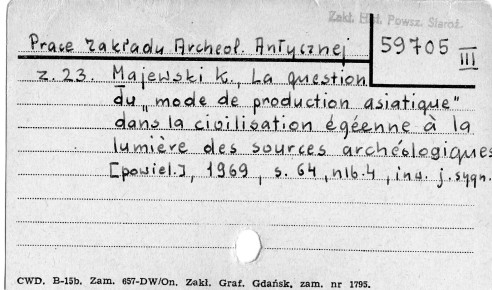 Zakł. Hist. Powsz. Staroż.
Prace Zakładu Archeol. Antycznej
59705 III
z. 23. Majewski K., La question
du „mode de production asiatique"
dans la civilisation égéenne à la
lumière des sources archéologiques
[powiel.], 1969, s. 64, nlb. 4, inw. j. sygn.
CWD. B-15b. Zam. 657-DW/On. Zakł. Graf. Gdańsk, zam. nr 1795.